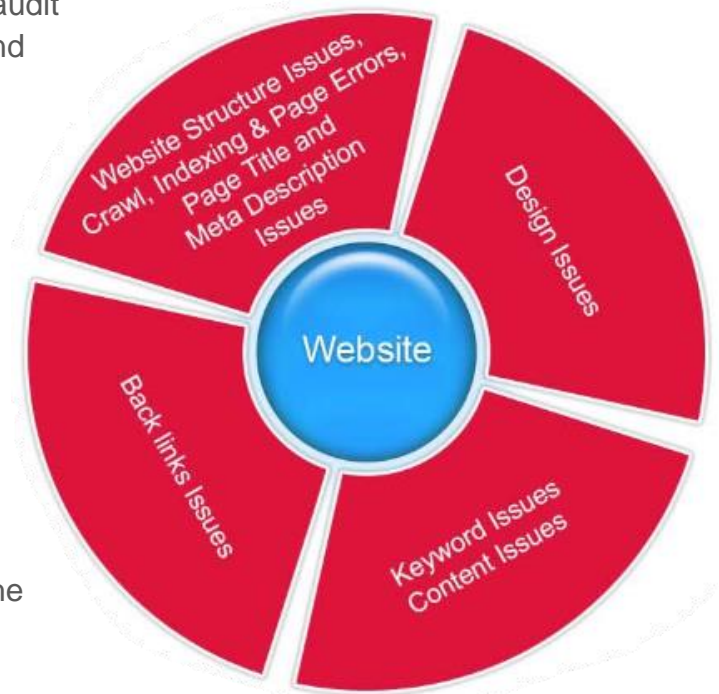 audit
nd
Website Structure Issues,
Crawl, Indexing & Page Errors,
Page Title and
Meta Description
Issues
Design Issues
Website
Back links Issues
Keyword Issues
Content Issues
ne